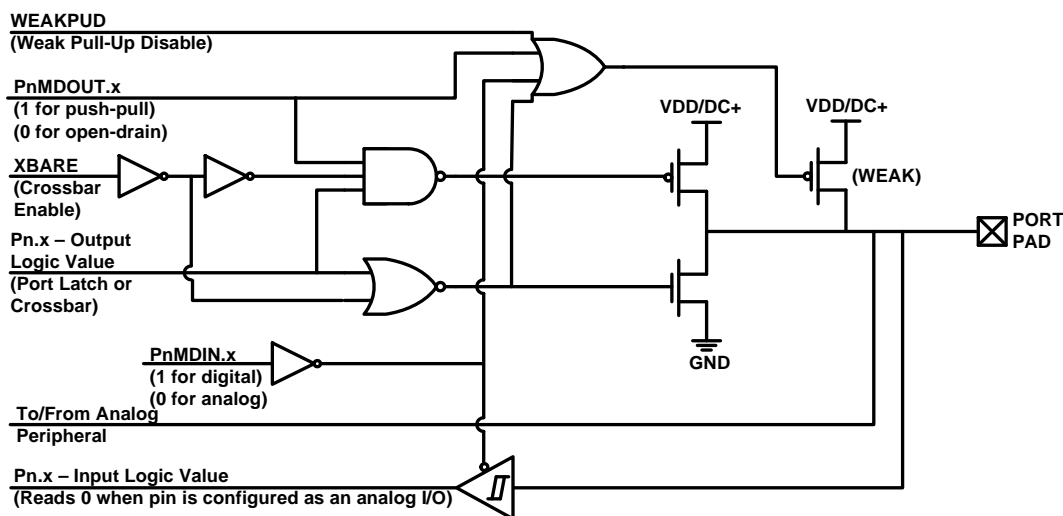 WEAKPUD
(Weak Pull-Up Disable)
PnMDOUT.x
(1 for push-pull)
(0 for open-drain)
XBARE
(Crossbar
Enable)
Pn.x – Output
Logic Value
(Port Latch or
Crossbar)
PnMDIN.x
(1 for digital)
(0 for analog)
To/From Analog
Peripheral
Pn.x – Input Logic Value
(Reads 0 when pin is configured as an analog I/O)
VDD/DC+
VDD/DC+
(WEAK)
PORT
PAD
GND